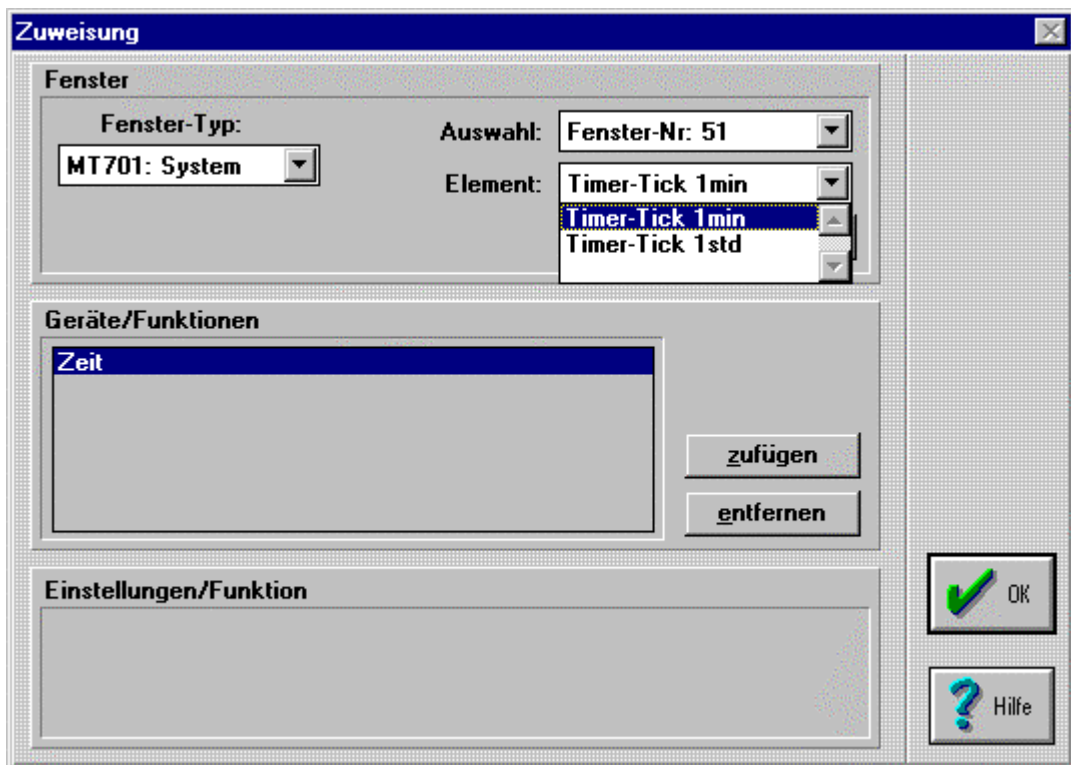 Zuweisung
Fenster
Fenster-Typ:
MT701: System
Auswahl:
Fenster-Nr: 51
Element:
Timer-Tick 1min
Timer-Tick 1min
Timer-Tick 1std
Geräte/Funktionen
Zeit
zufügen
entfernen
Einstellungen/Funktion
OK
Hilfe